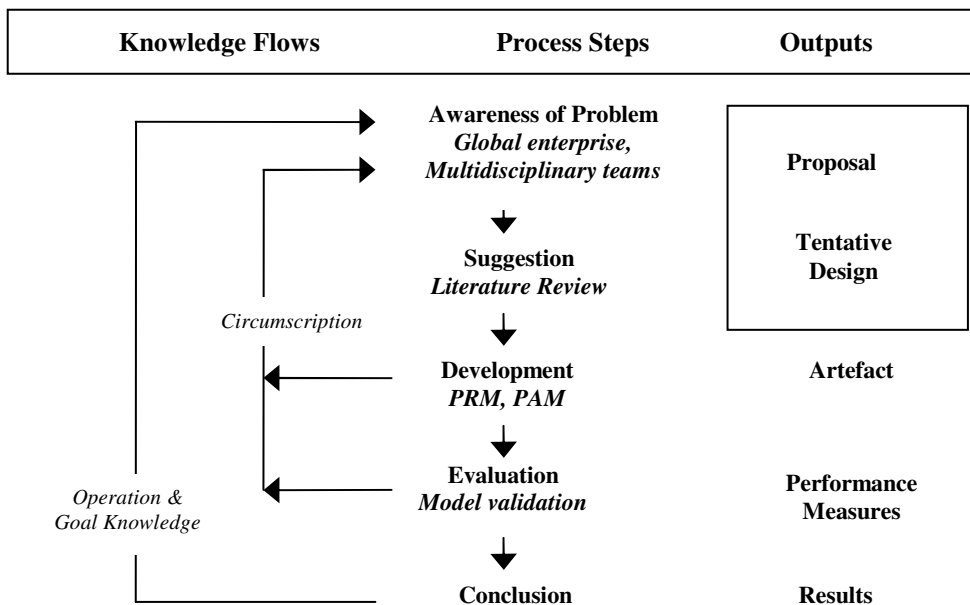 Knowledge Flows Process Steps Outputs
Awareness of Problem
Global enterprise,
Multidisciplinary teams
Proposal
Suggestion
Literature Review
Tentative
Design
Circumscription
Development
PRM, PAM
Artefact
Evaluation
Model validation
Performance
Measures
Operation &
Goal Knowledge
Conclusion
Results